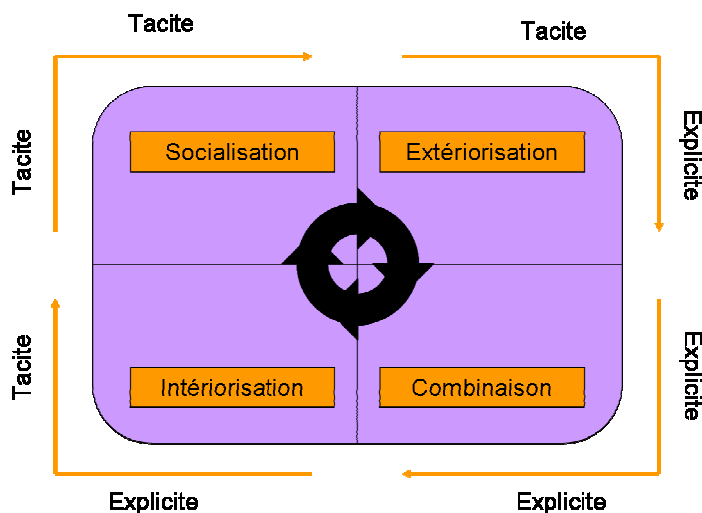 Tacite
Tacite
Tacite
Explicite
Socialisation
Extériorisation
Tacite
Explicite
Intériorisation
Combinaison
Explicite
Explicite